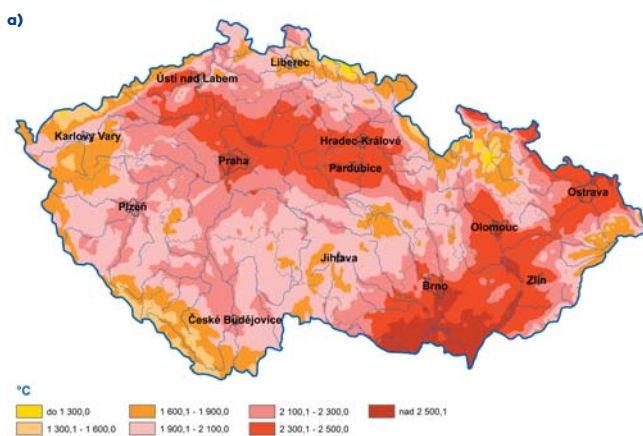 a)
Liberec
Ústí nad Labem
Karlovy Vary
Hradec-Králové
Praha
Pardubice
Ostrava
Plzeň
Olomouc
Jihlava
Brno
Zlín
České Budějovice
°C
do 1 300,0
1 600,1 - 1 900,0
2 100,1 - 2 300,0
nad 2 500,1
1 300,1 - 1 600,0
1 900,1 - 2 100,0
2 300,1 - 2 500,0